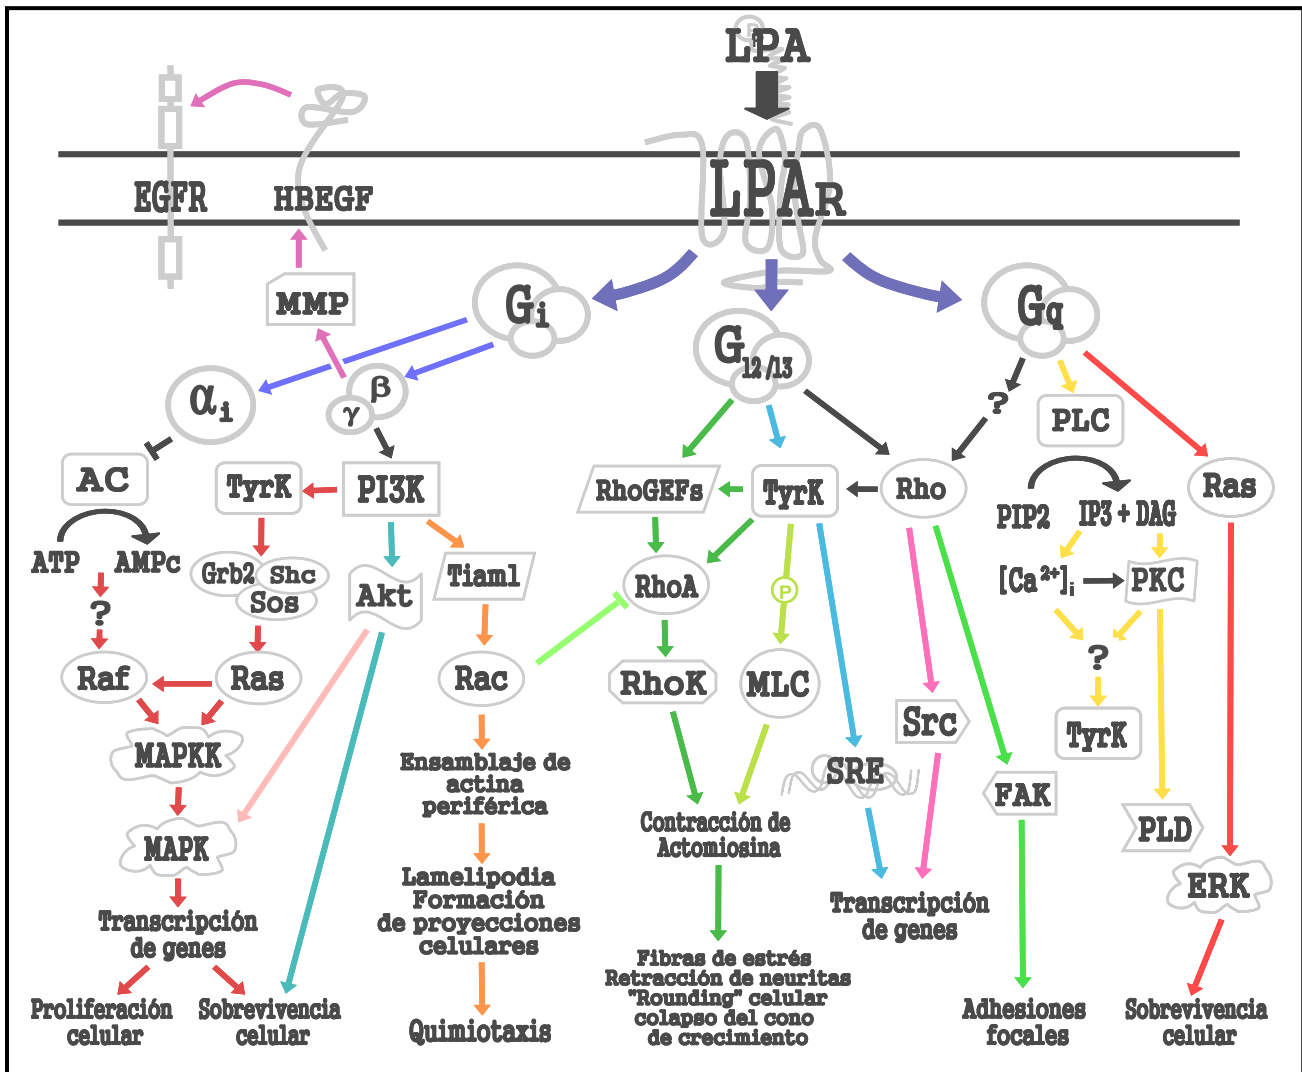 P
LPA
LPAR
EGFR
HBEGF
MMP
Gi
G12/13
Gq
αi
β
γ
?
PLC
AC
TyrK
PI3K
RhoGEFs
TyrK
Rho
Ras
PIP2
IP3 + DAG
ATP
AMPc
Grb2
Shc
Sos
Akt
Tiaml
RhoA
P
[Ca²⁺]i
PKC
?
Raf
Ras
Rac
RhoK
MLC
?
Src
TyrK
MAPKK
SRE
FAK
PLD
MAPK
ERK
Ensamblaje de
actina
periférica
Contracción de
Actomiosina
Lamelipodia
Formación
de proyecciones
celulares
Transcripción
de genes
Transcripción
de genes
Fibras de estrés
Retracción de neuritas
"Rounding" celular
colapso del cono
de crecimiento
Proliferación
celular
Sobrevivencia
celular
Quimiotaxis
Adhesiones
focales
Sobrevivencia
celular